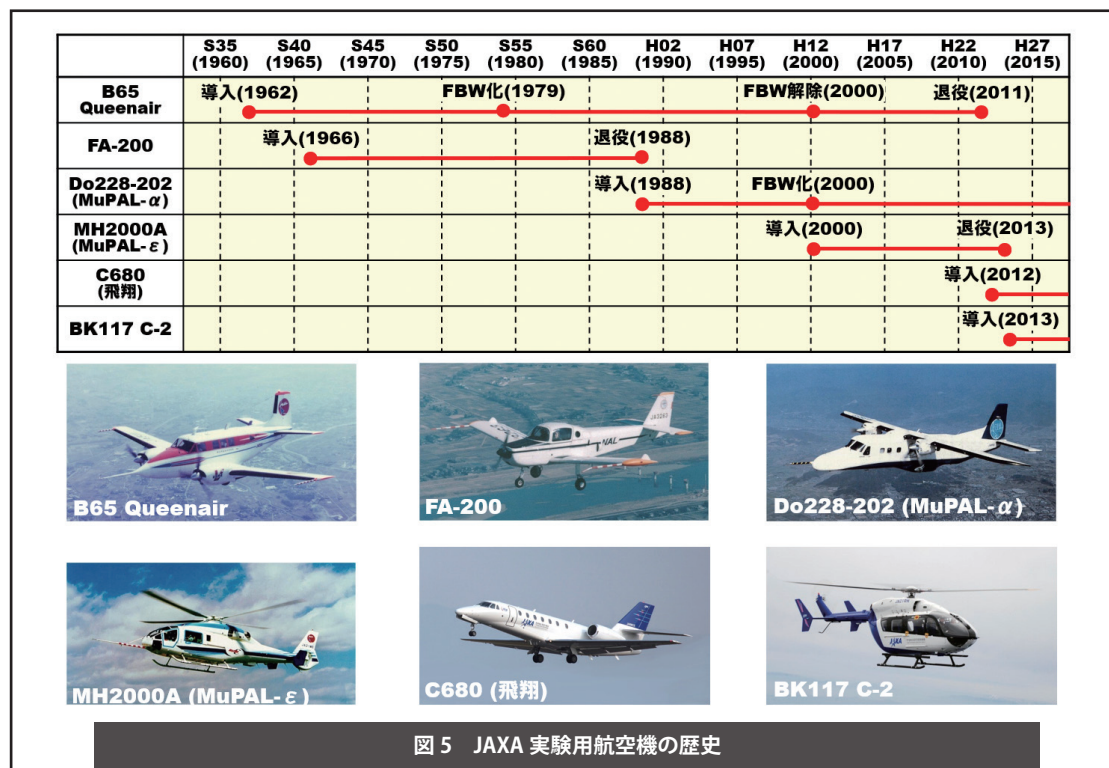 S35 S40 S45 S50 S55 S60 H02 H07 H12 H17 H22 H27
(1960) (1965) (1970) (1975) (1980) (1985) (1990) (1995) (2000) (2005) (2010) (2015)
B65
Queenair
導入(1962) FBW化(1979) FBW解除(2000) 退役(2011)
FA-200
導入(1966) 退役(1988)
Do228-202
(MuPAL-α)
導入(1988) FBW化(2000)
MH2000A
(MuPAL-ε)
導入(2000) 退役(2013)
C680
(飛翔)
導入(2012)
BK117 C-2
導入(2013)
B65 Queenair
NAL
FA-200
Do228-202 (MuPAL-α)
MH2000A (MuPAL-ε)
JAXA
C680 (飛翔)
JAXA
BK117 C-2
図 5 JAXA 実験用航空機の歴史